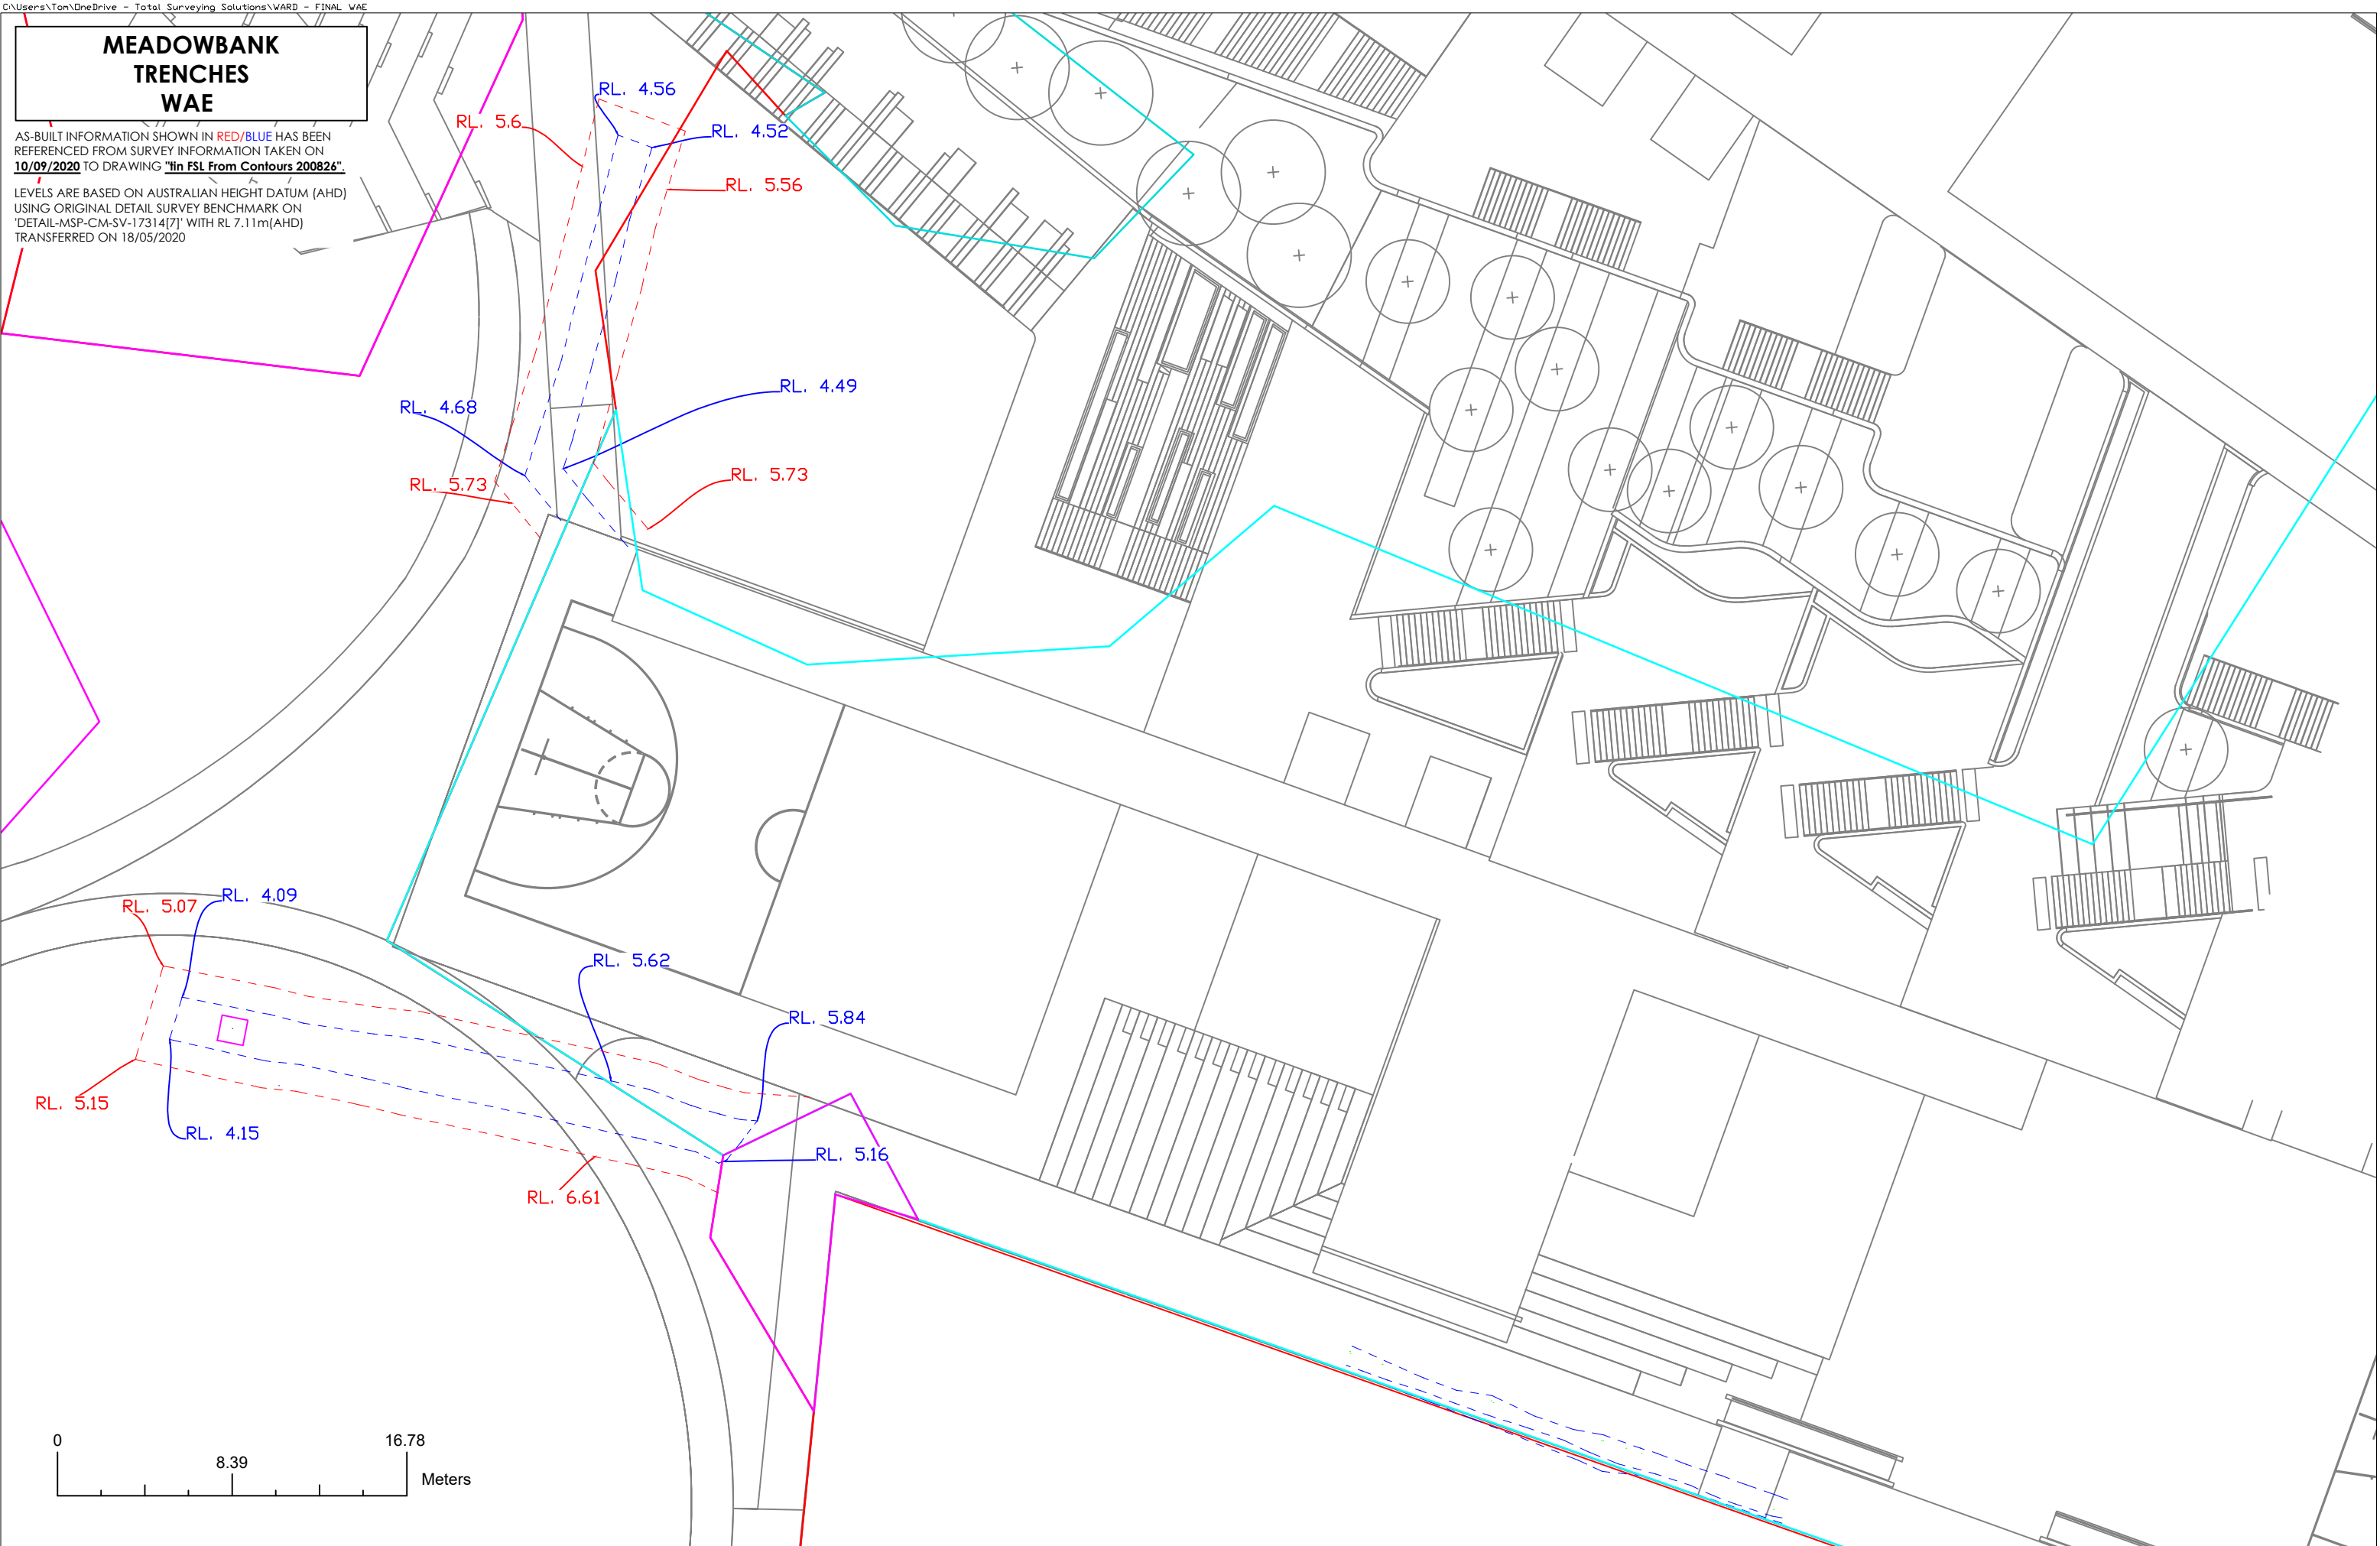 C:\Users\Tom\OneDrive - Total Surveying Solutions\WARD - FINAL WAE
MEADOWBANK
TRENCHES
WAE
AS-BUILT INFORMATION SHOWN IN RED/BLUE HAS BEEN
REFERENCED FROM SURVEY INFORMATION TAKEN ON
10/09/2020 TO DRAWING "tin FSL From Contours 200826".
LEVELS ARE BASED ON AUSTRALIAN HEIGHT DATUM (AHD)
USING ORIGINAL DETAIL SURVEY BENCHMARK ON
'DETAIL-MSP-CM-SV-17314[7]' WITH RL 7.11m(AHD)
TRANSFERRED ON 18/05/2020
RL. 4.56
RL. 5.6
RL. 4.52
RL. 5.56
RL. 4.49
RL. 4.68
RL. 5.73
RL. 5.73
RL. 4.09
RL. 5.07
RL. 5.62
RL. 5.84
RL. 5.15
RL. 4.15
RL. 5.16
RL. 6.61
0
8.39
16.78
Meters